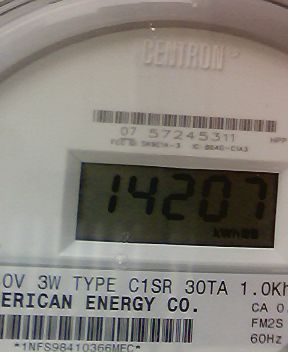 CENTRON®
07 57245311 HPP
14207
kWh
0V 3W TYPE C1SR 30TA 1.0Kh
ERICAN ENERGY CO.
CA 0.
FM2S
60Hz
*1NFS98410366MEC*